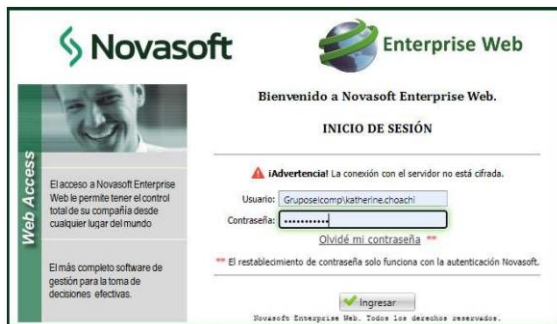 Novasoft
Enterprise Web
Bienvenido a Novasoft Enterprise Web.
INICIO DE SESIÓN
Web Access
El acceso a Novasoft Enterprise
Web le permite tener el control
total de su compañía desde
cualquier lugar del mundo
El más completo software de
gestión para la toma de
decisiones efectivas.
¡Advertencia! La conexión con el servidor no está cifrada.
Usuario: Gruposeicomp\katherine.choachi
Contraseña: •••••••••••
Olvidé mi contraseña **
** El restablecimiento de contraseña solo funciona con la autenticación Novasoft.
Ingresar
Novasoft Enterprise Web. Todos los derechos reservados.